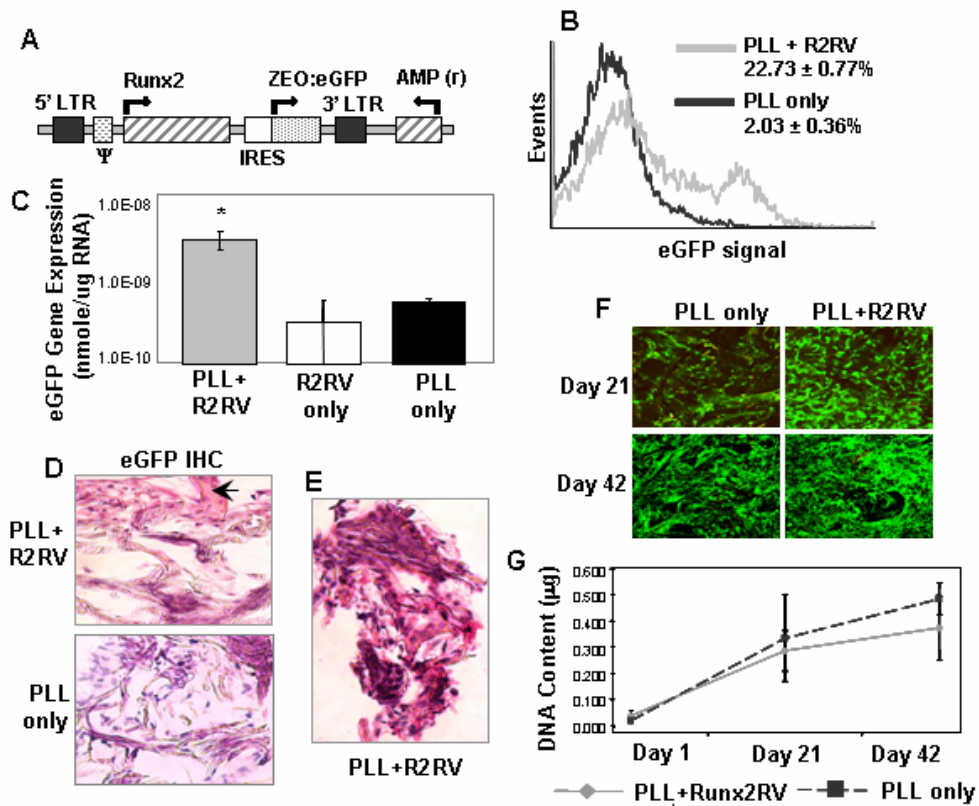 A
Runx2
ZEO:eGFP
AMP (r)
5' LTR
3' LTR
Ψ
IRES
B
PLL + R2RV
22.73 ± 0.77%
PLL only
2.03 ± 0.36%
Events
eGFP signal
C
eGFP Gene Expression
(nmole/ug RNA)
1.0E-08
1.0E-09
1.0E-10
*
PLL+
R2RV
R2RV
only
PLL
only
D
eGFP IHC
PLL+
R2RV
PLL
only
E
PLL+R2RV
F
PLL only
PLL+R2RV
Day 21
Day 42
G
DNA Content (µg)
0.600
0.500
0.400
0.300
0.200
0.100
0.000
Day 1
Day 21
Day 42
PLL+Runx2RV
PLL only